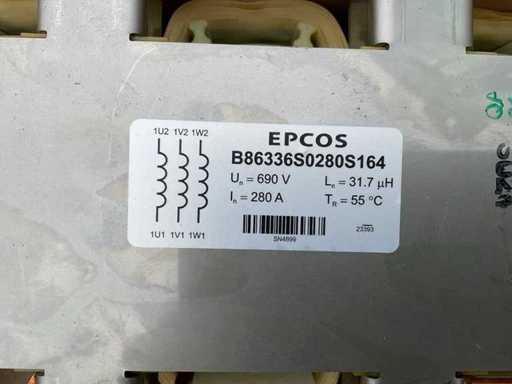 1U2 1V2 1W2
EPCOS
B86336S0280S164
Uₙ = 690 V Lₙ = 31.7 µH
Iₙ = 280 A T_R = 55 °C
23393
SN4899
1U1 1V1 1W1